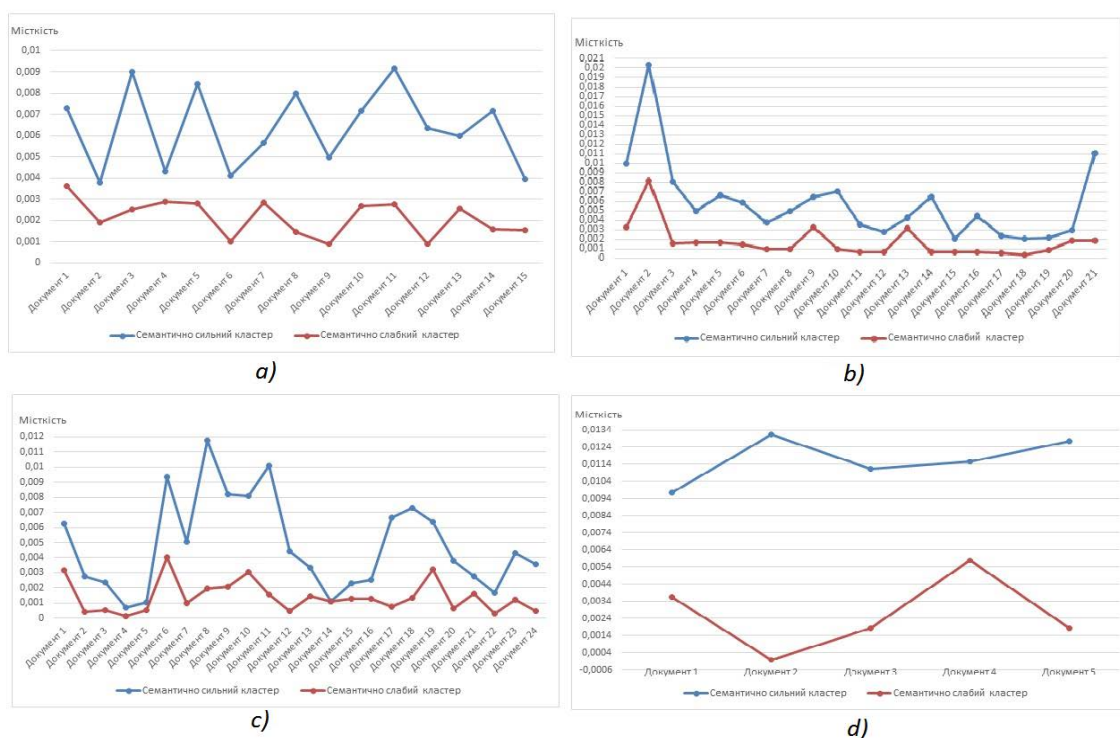 Місткість
0,01
0,009
0,008
0,007
0,006
0,005
0,004
0,003
0,002
0,001
0
Документ 1
Документ 2
Документ 3
Документ 4
Документ 5
Документ 6
Документ 7
Документ 8
Документ 9
Документ 10
Документ 11
Документ 12
Документ 13
Документ 14
Документ 15
Семантично сильний кластер
Семантично слабкий кластер
a)
Місткість
0,021
0,02
0,019
0,018
0,017
0,016
0,015
0,014
0,013
0,012
0,011
0,01
0,009
0,008
0,007
0,006
0,005
0,004
0,003
0,002
0,001
0
Документ 1
Документ 2
Документ 3
Документ 4
Документ 5
Документ 6
Документ 7
Документ 8
Документ 9
Документ 10
Документ 11
Документ 12
Документ 13
Документ 14
Документ 15
Документ 16
Документ 17
Документ 18
Документ 19
Документ 20
Документ 21
Семантично сильний кластер
Семантично слабий кластер
b)
Місткість
0,012
0,011
0,01
0,009
0,008
0,007
0,006
0,005
0,004
0,003
0,002
0,001
0
Документ 1
Документ 2
Документ 3
Документ 4
Документ 5
Документ 6
Документ 7
Документ 8
Документ 9
Документ 10
Документ 11
Документ 12
Документ 13
Документ 14
Документ 15
Документ 16
Документ 17
Документ 18
Документ 19
Документ 20
Документ 21
Документ 22
Документ 23
Документ 24
Семантично сильний кластер
Семантично слабий кластер
c)
Місткість
0,0134
0,0124
0,0114
0,0104
0,0094
0,0084
0,0074
0,0064
0,0054
0,0044
0,0034
0,0024
0,0014
0,0004
-0,0006
Документ 1
Документ 2
Документ 3
Документ 4
Документ 5
Семантично сильний кластер
Семантично слабий кластер
d)